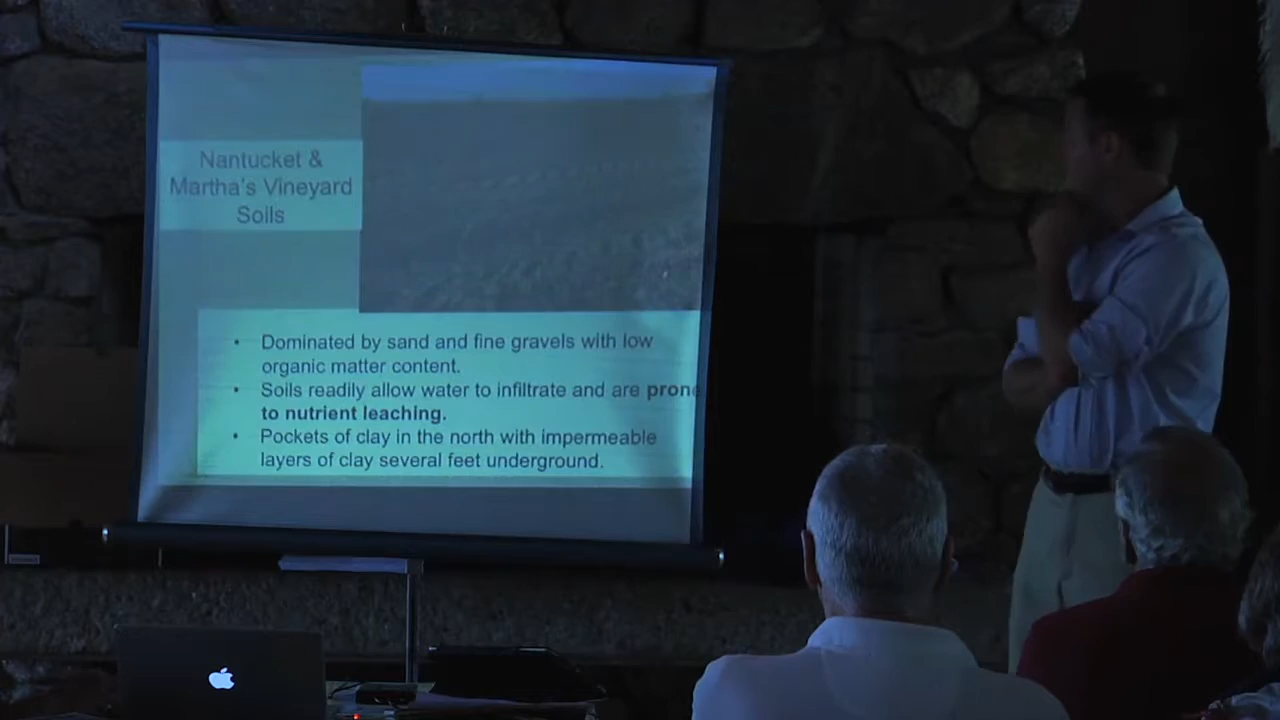 Nantucket &
Martha's Vineyard
Soils
• Dominated by sand and fine gravels with low
organic matter content.
• Soils readily allow water to infiltrate and are prone
to nutrient leaching.
• Pockets of clay in the north with impermeable
layers of clay several feet underground.